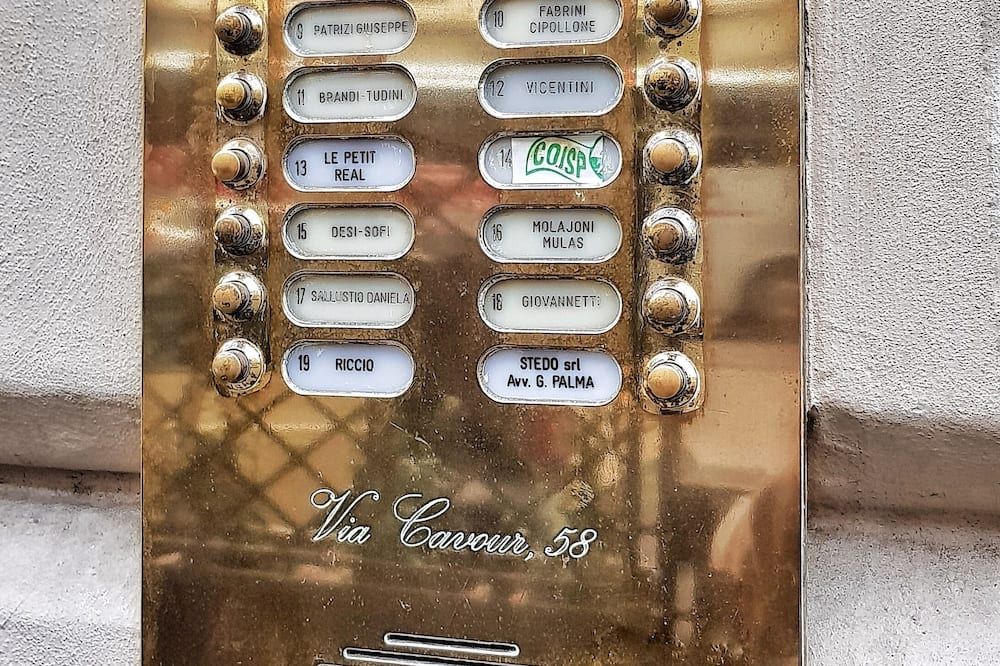 9 PATRIZI GIUSEPPE
10 FABRINI
CIPOLLONE
11 BRANDI-TUDINI
12 VICENTINI
13 LE PETIT
REAL
14 COISP
15 DESI-SOFI
16 MOLAJONI
MULAS
17 SALLUSTIO DANIELA
18 GIOVANNETTI
19 RICCIO
STEDO srl
Avv. G. PALMA
Via Cavour, 58